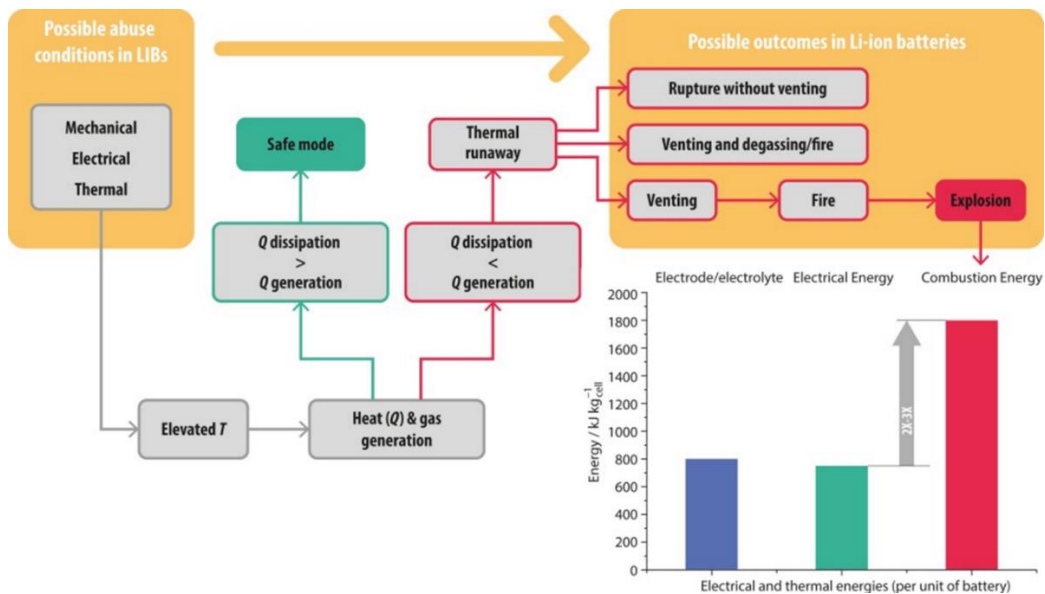 Possible abuse
conditions in LIBs
Mechanical
Electrical
Thermal
Possible outcomes in Li-ion batteries
Rupture without venting
Safe mode
Thermal
runaway
Venting and degassing/fire
Venting
Fire
Explosion
Q dissipation
>
Q generation
Q dissipation
<
Q generation
Elevated T
Heat (Q) & gas
generation
Electrode/electrolyte
Electrical Energy
Combustion Energy
Energy / kJ kg⁻¹cell
2000
1800
1600
1400
1200
1000
800
600
400
200
0
2X-3X
Electrical and thermal energies (per unit of battery)